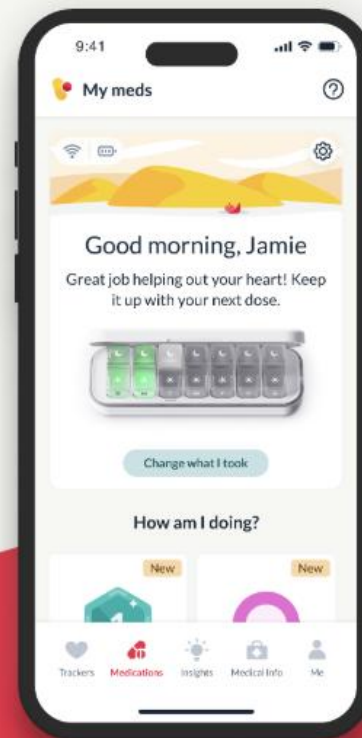 9:41
My meds
Good morning, Jamie
Great job helping out your heart! Keep
it up with your next dose.
Change what I took
How am I doing?
New
New
1
Trackers
Medications
Insights
Medical Info
Me